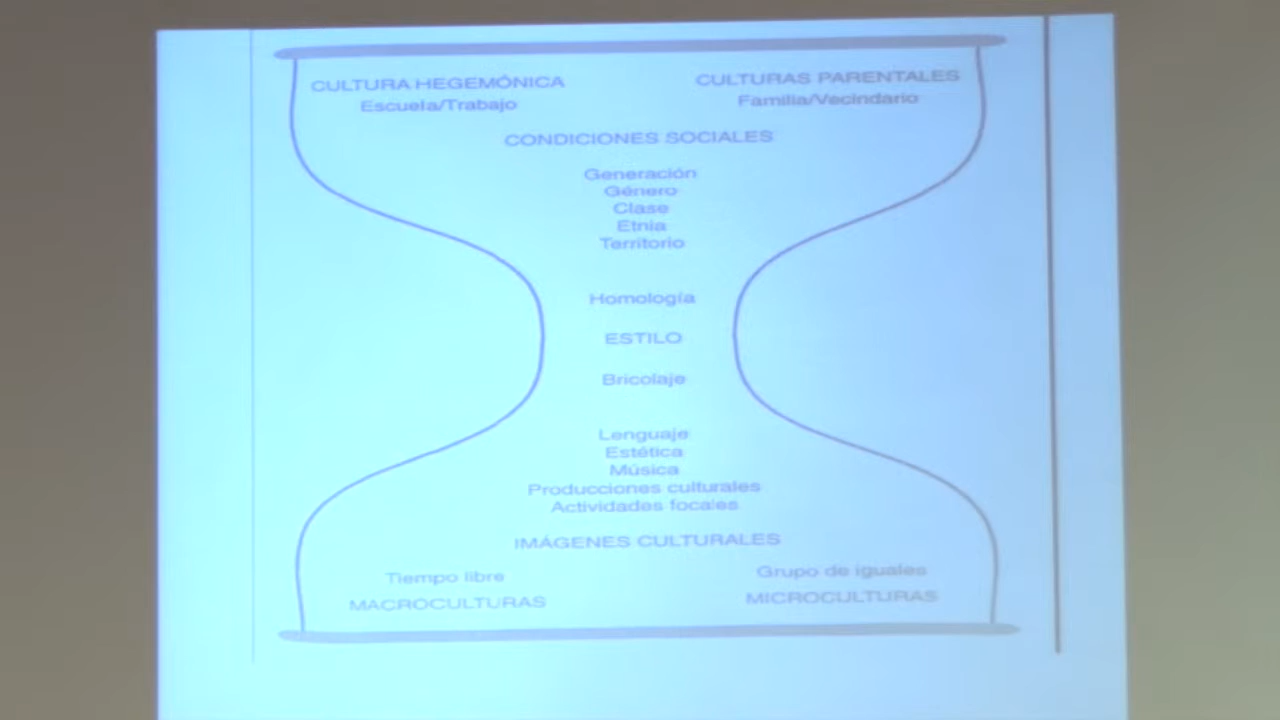 CULTURA HEGEMÓNICA
Escuela/Trabajo
CULTURAS PARENTALES
Familia/Vecindario
CONDICIONES SOCIALES
Generación
Género
Clase
Etnia
Territorio
Homología
ESTILO
Bricolaje
Lenguaje
Estética
Música
Producciones culturales
Actividades focales
IMÁGENES CULTURALES
Tiempo libre
MACROCULTURAS
Grupo de iguales
MICROCULTURAS